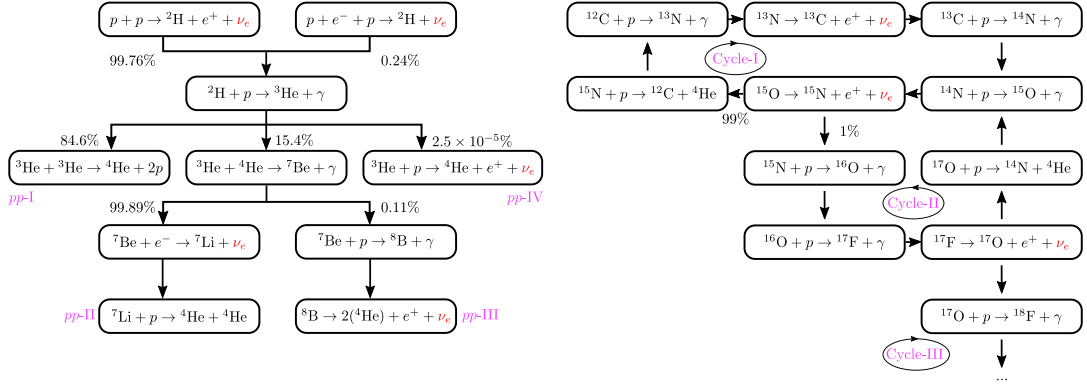 p + p → ²H + e⁺ + νₑ
p + e⁻ + p → ²H + νₑ
99.76%
0.24%
²H + p → ³He + γ
84.6%
15.4%
2.5 × 10⁻⁵%
³He + ³He → ⁴He + 2p
³He + ⁴He → ⁷Be + γ
³He + p → ⁴He + e⁺ + νₑ
pp-I
pp-IV
99.89%
0.11%
⁷Be + e⁻ → ⁷Li + νₑ
⁷Be + p → ⁸B + γ
pp-II
⁷Li + p → ⁴He + ⁴He
⁸B → 2(⁴He) + e⁺ + νₑ
pp-III
¹²C + p → ¹³N + γ
¹³N → ¹³C + e⁺ + νₑ
¹³C + p → ¹⁴N + γ
Cycle-I
¹⁵N + p → ¹²C + ⁴He
¹⁵O → ¹⁵N + e⁺ + νₑ
¹⁴N + p → ¹⁵O + γ
99%
1%
¹⁵N + p → ¹⁶O + γ
¹⁷O + p → ¹⁴N + ⁴He
Cycle-II
¹⁶O + p → ¹⁷F + γ
¹⁷F → ¹⁷O + e⁺ + νₑ
¹⁷O + p → ¹⁸F + γ
Cycle-III
...